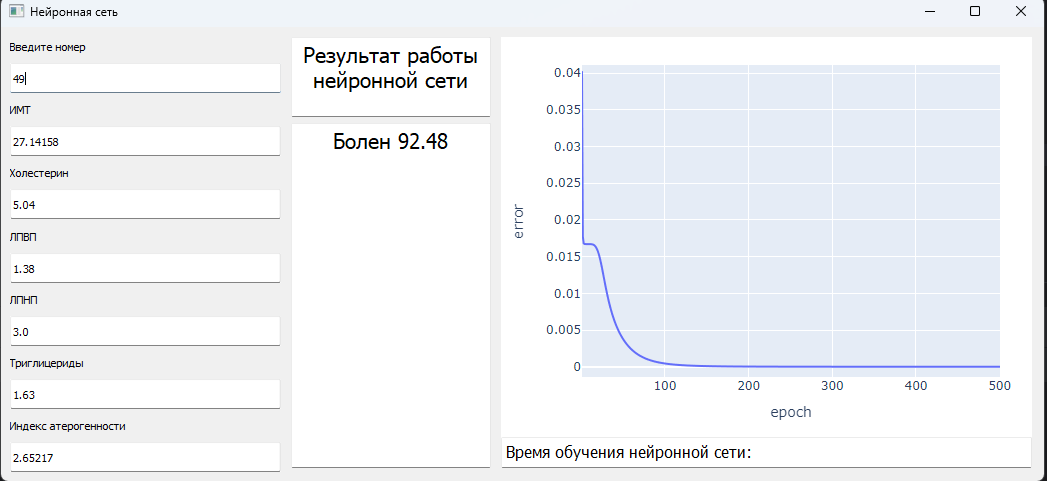 Нейронная сеть
Введите номер
49
ИМТ
27.14158
Холестерин
5.04
ЛПВП
1.38
ЛПНП
3.0
Триглицериды
1.63
Индекс атерогенности
2.65217
Результат работы
нейронной сети
Болен 92.48
0.04
0.035
0.03
0.025
0.02
0.015
0.01
0.005
0
error
100
200
300
400
500
epoch
Время обучения нейронной сети: